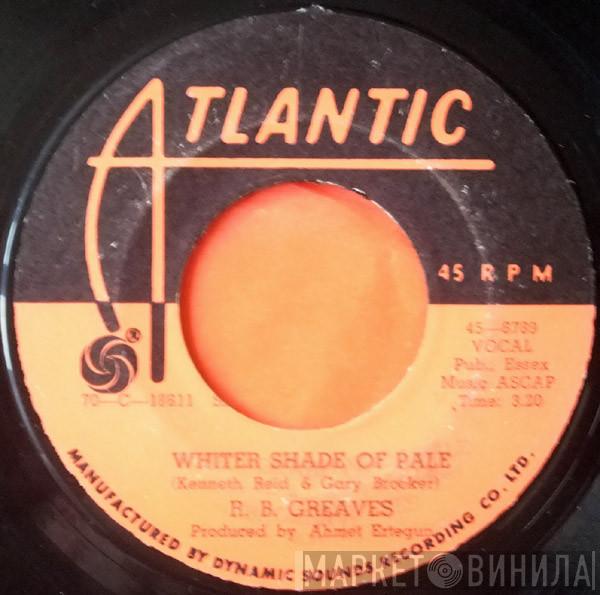 ATLANTIC
45 RPM
45—6789
VOCAL
Pub., Essex
Music ASCAP
Time: 3.20
®
70—C—18611
WHITER SHADE OF PALE
(Kenneth Reid & Gary Brooker)
R. B. GREAVES
Produced by Ahmet Ertegun
MANUFACTURED BY DYNAMIC SOUNDS RECORDING CO. LTD.
МАРКЕТ ВИНИЛА